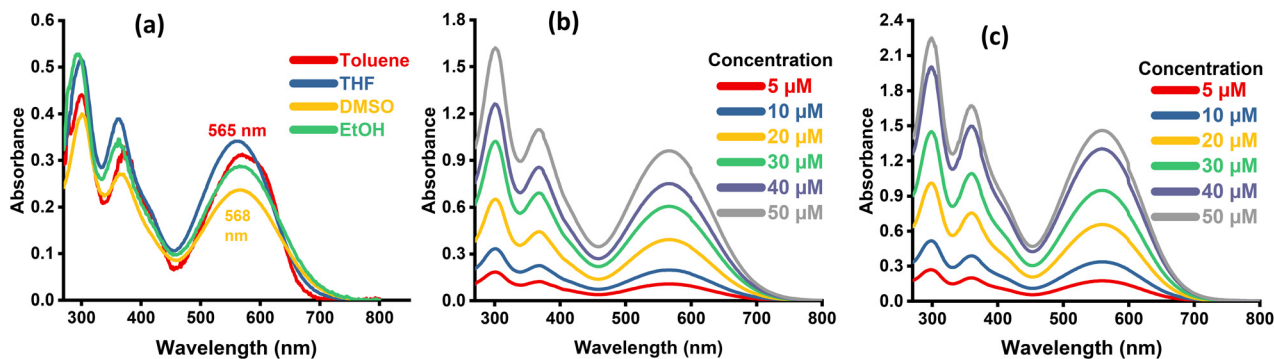 (a)
0.6
0.5
0.4
0.3
0.2
0.1
0.0
Absorbance
Toluene
THF
DMSO
EtOH
565 nm
568
nm
300 400 500 600 700 800
Wavelength (nm)
(b)
1.8
1.5
1.2
0.9
0.6
0.3
0.0
Absorbance
Concentration
5 µM
10 µM
20 µM
30 µM
40 µM
50 µM
300 400 500 600 700 800
Wavelength (nm)
(c)
2.4
2.1
1.8
1.5
1.2
0.9
0.6
0.3
0.0
Absorbance
Concentration
5 µM
10 µM
20 µM
30 µM
40 µM
50 µM
300 400 500 600 700 800
Wavelength (nm)